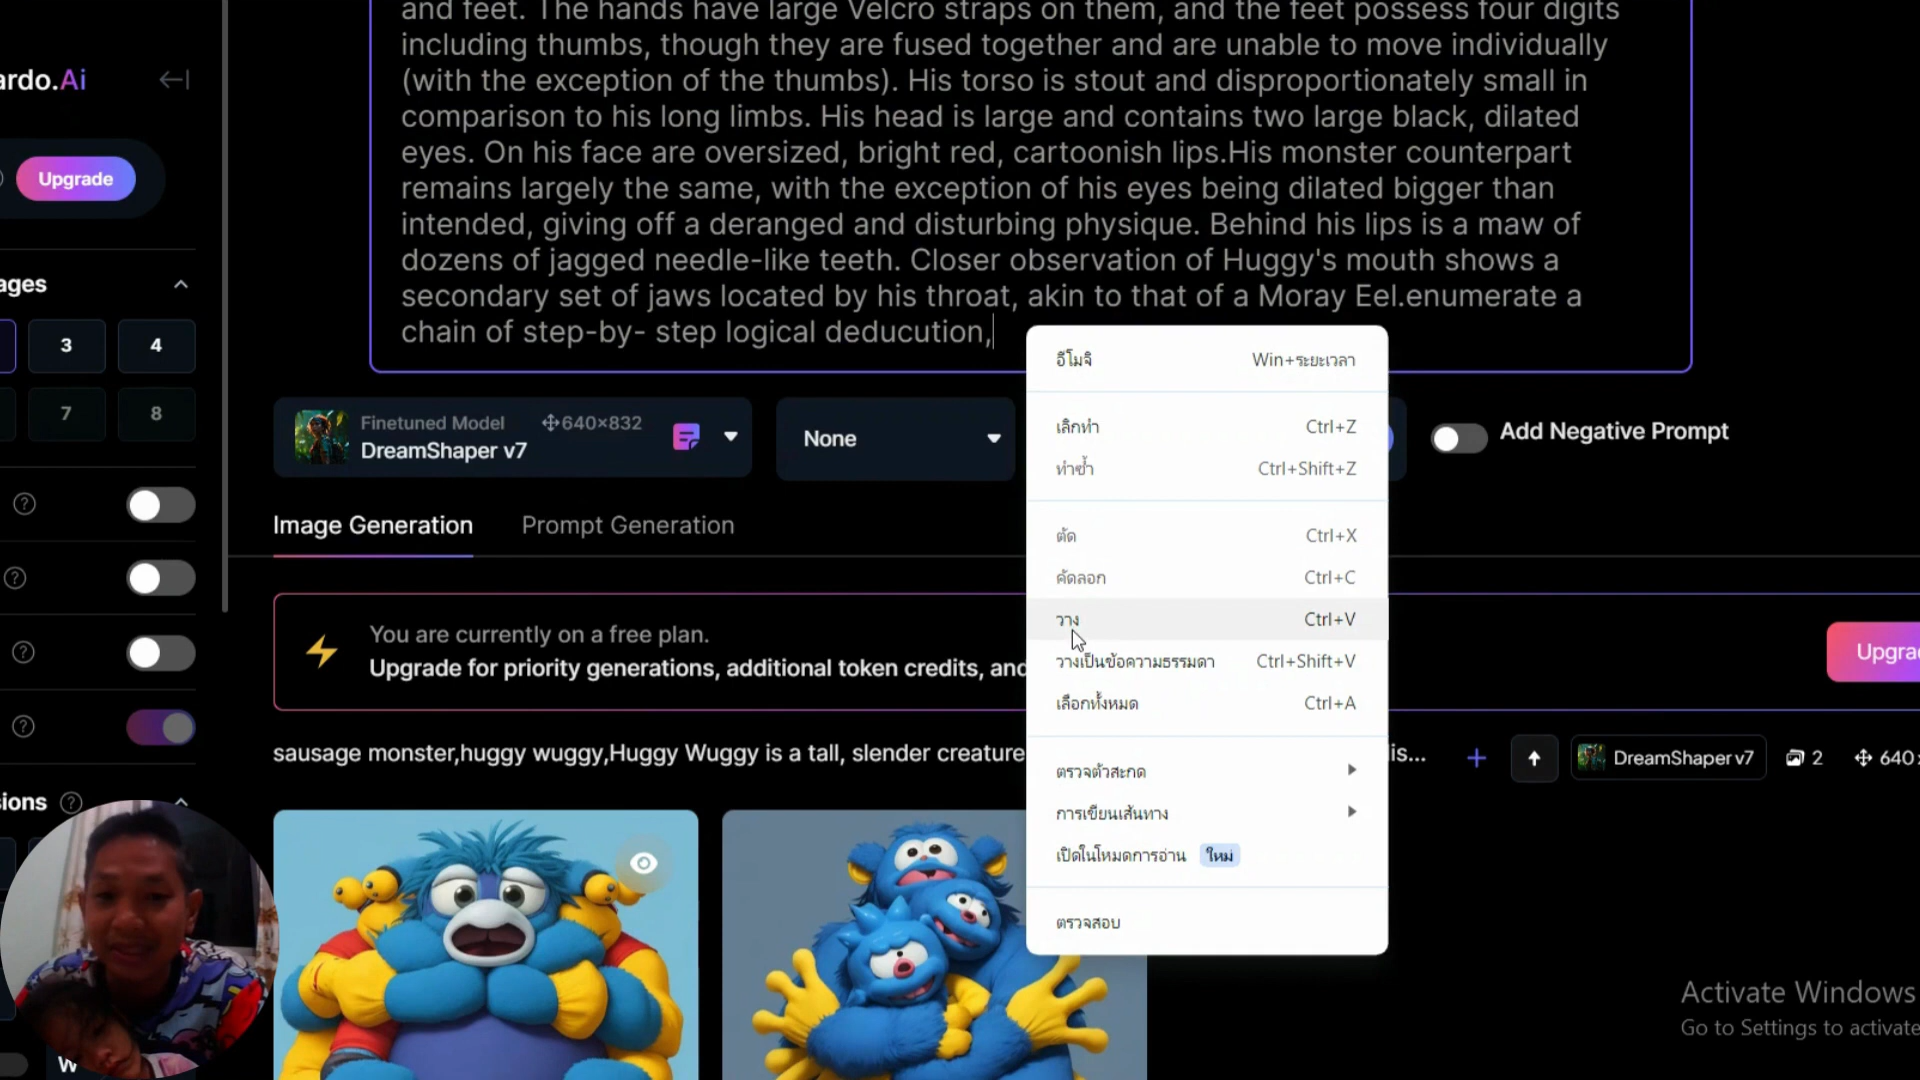 and feet. The hands have large Velcro straps on them, and the feet possess four digits
including thumbs, though they are fused together and are unable to move individually
(with the exception of the thumbs). His torso is stout and disproportionately small in
comparison to his long limbs. His head is large and contains two large black, dilated
eyes. On his face are oversized, bright red, cartoonish lips.His monster counterpart
remains largely the same, with the exception of his eyes being dilated bigger than
intended, giving off a deranged and disturbing physique. Behind his lips is a maw of
dozens of jagged needle-like teeth. Closer observation of Huggy's mouth shows a
secondary set of jaws located by his throat, akin to that of a Moray Eel.enumerate a
chain of step-by- step logical deducution,
ardo.Ai
Upgrade
ages
3 4
7 8
Finetuned Model 640×832
DreamShaper v7
None
Add Negative Prompt
Image Generation Prompt Generation
You are currently on a free plan.
Upgrade for priority generations, additional token credits, and
Upgra
sausage monster,huggy wuggy,Huggy Wuggy is a tall, slender creature
is...
DreamShaper v7 2 640
อีโมจิ Win+ระยะเวลา
เลิกทำ Ctrl+Z
ทำซ้ำ Ctrl+Shift+Z
ตัด Ctrl+X
คัดลอก Ctrl+C
วาง Ctrl+V
วางเป็นข้อความธรรมดา Ctrl+Shift+V
เลือกทั้งหมด Ctrl+A
ตรวจตัวสะกด
การเขียนเส้นทาง
เปิดในโหมดการอ่าน ใหม่
ตรวจสอบ
sions
W
Activate Windows
Go to Settings to activate